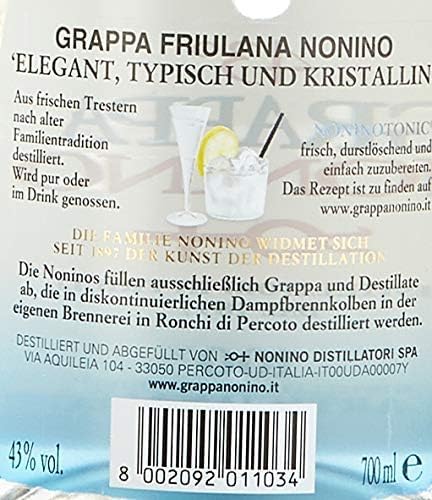 GRAPPA FRIULANA NONINO
'ELEGANT, TYPISCH UND KRISTALLIN
Aus frischen Trestern
nach alter
Familientradition
destilliert.
Wird pur oder
im Drink genossen.
NONINOTONIC'
frisch, durstlöschend und
einfach zuzubereiten.
Das Rezept ist zu finden auf
www.grappanonino.it
DIE FAMILIE NONINO WIDMET SICH
SEIT 1897 DER KUNST DER DESTILLATION
Die Noninos füllen ausschließlich Grappa und Destillate
ab, die in diskontinuierlichen Dampfbrennkolben in der
eigenen Brennerei in Ronchi di Percoto destilliert werden.
DESTILLIERT UND ABGEFÜLLT VON NONINO DISTILLATORI SPA
VIA AQUILEIA 104 - 33050 PERCOTO-UD-ITALIA-IT00UDA00007Y
www.grappanonino.it
43% vol.
700 ml e
8 002092 011034